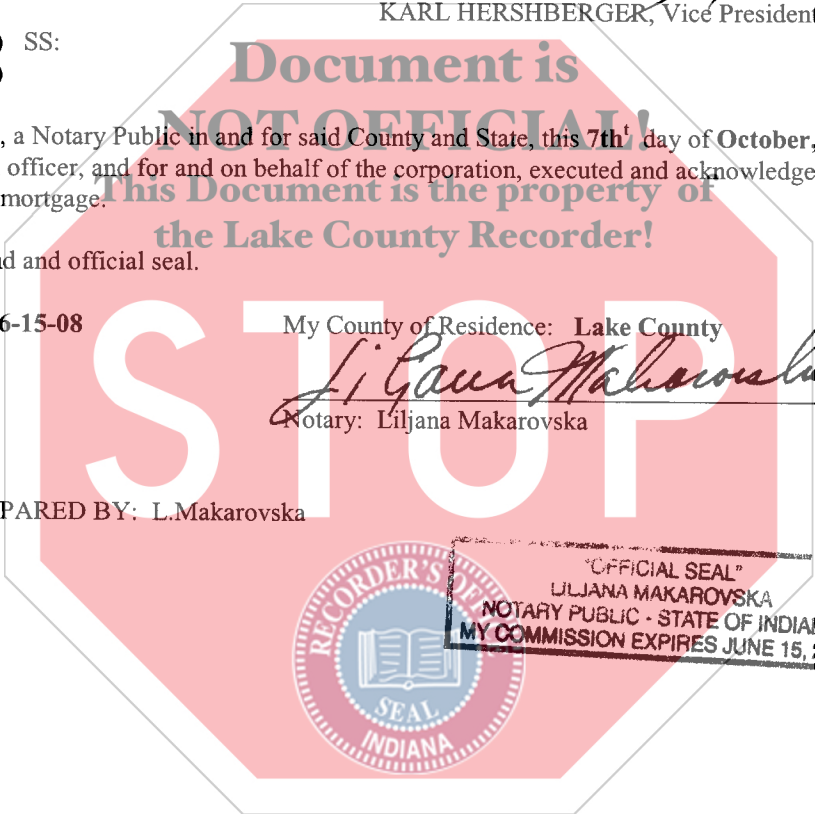 KARL HERSHBERGER, Vice President
) SS:
)
Document is
NOT OFFICIAL!
, a Notary Public in and for said County and State, this 7th^t day of October,
officer, and for and on behalf of the corporation, executed and acknowledge
mortgage.
This Document is the property of
the Lake County Recorder!
d and official seal.
6-15-08
My County of Residence: Lake County
STOP
Liljana Makarovska
Notary: Liljana Makarovska
PARED BY: L.Makarovska
RECORDER'S OFFICE
SEAL
INDIANA
"OFFICIAL SEAL"
LILJANA MAKAROVSKA
NOTARY PUBLIC - STATE OF INDIA
MY COMMISSION EXPIRES JUNE 15,